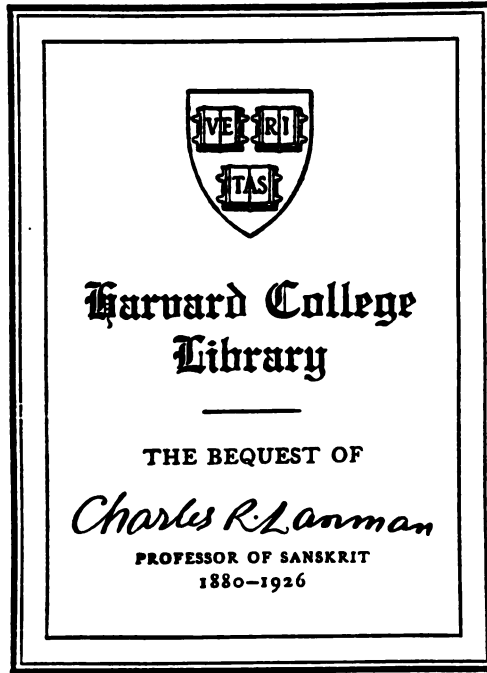 VE RI
TAS
Harvard College
Library
THE BEQUEST OF
Charles R. Lanman
PROFESSOR OF SANSKRIT
1880–1926